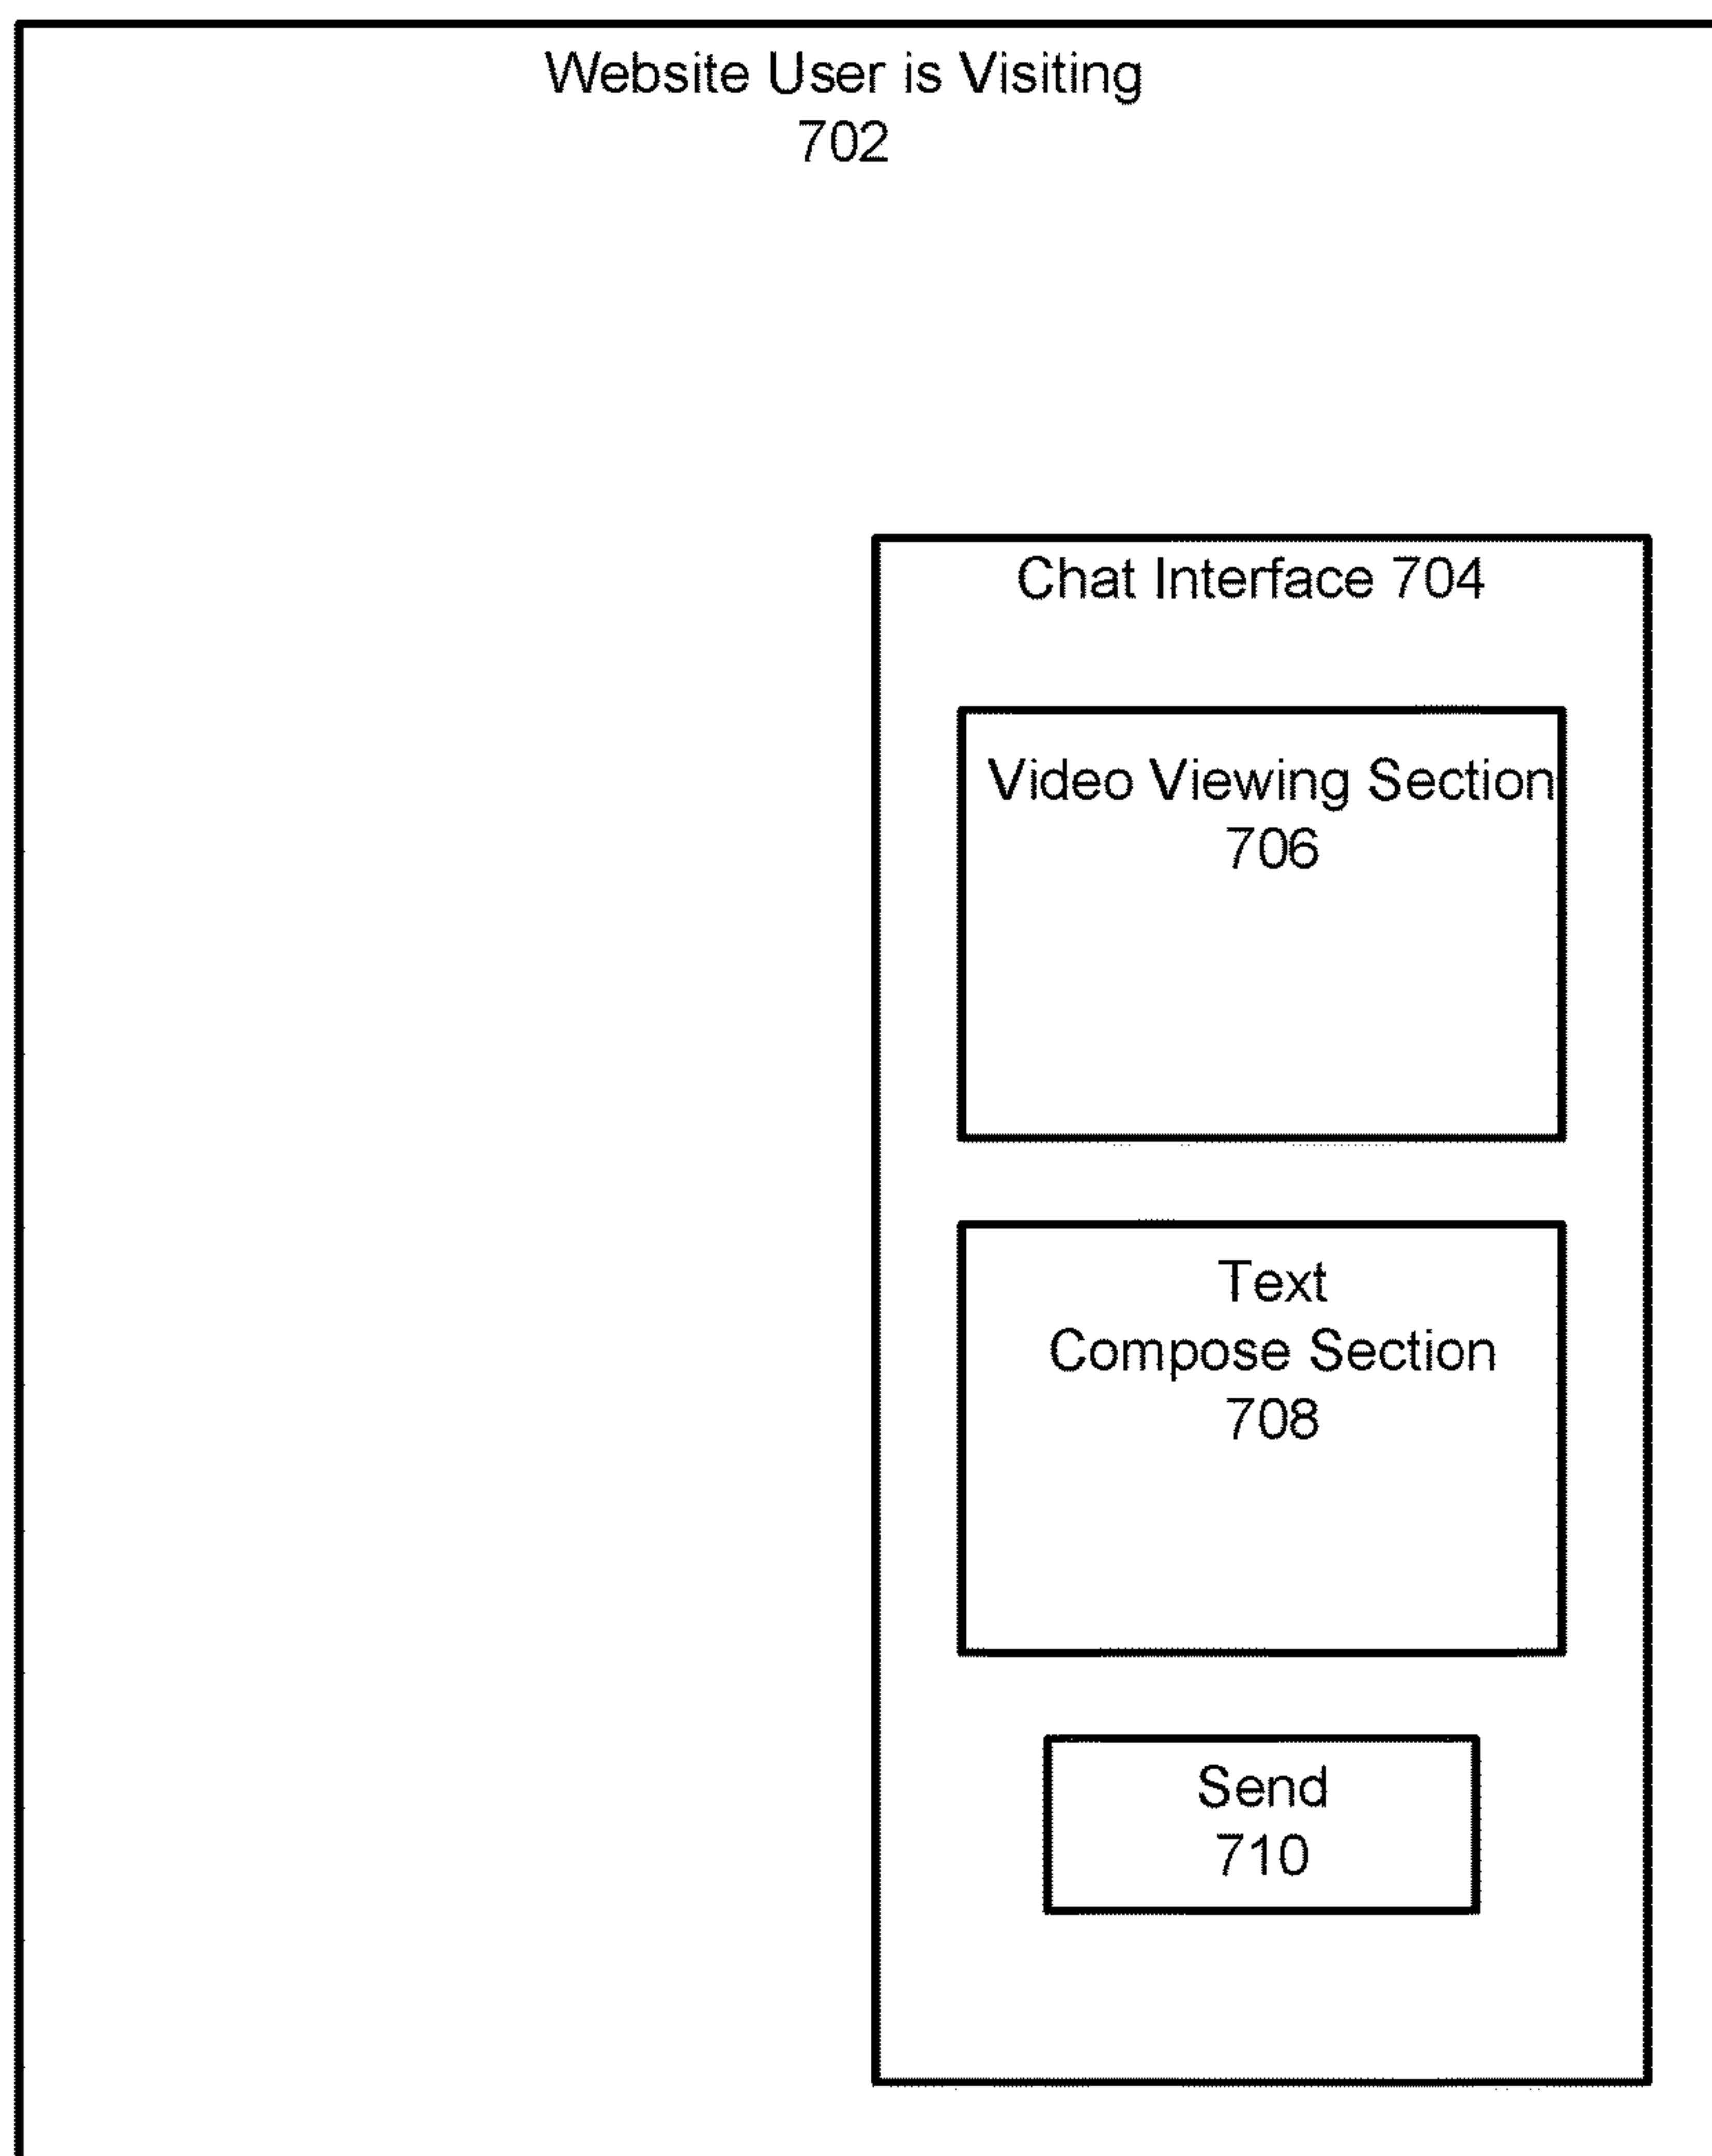 Website User is Visiting
702
Chat Interface 704
Video Viewing Section
706
Text
Compose Section
708
Send
710